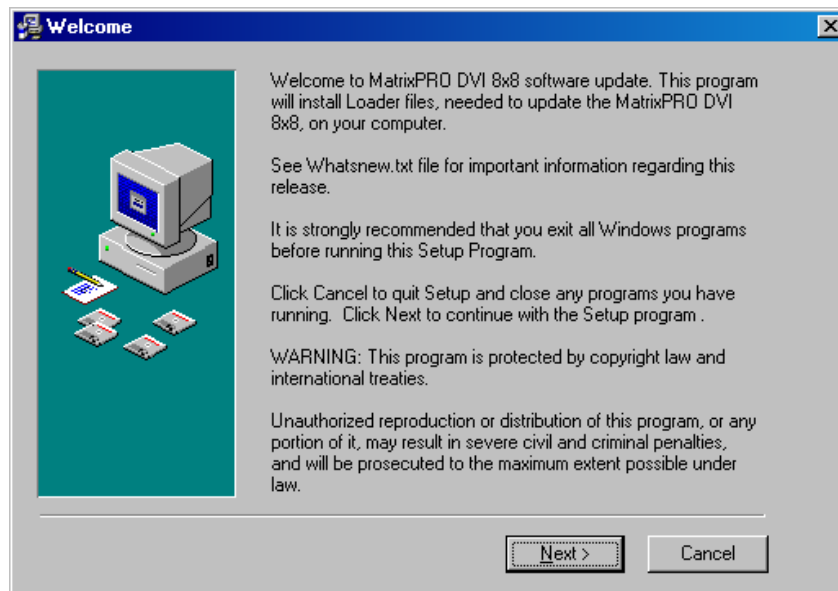 Welcome
Welcome to MatrixPRO DVI 8x8 software update. This program
will install Loader files, needed to update the MatrixPRO DVI
8x8, on your computer.
See Whatsnew.txt file for important information regarding this
release.
It is strongly recommended that you exit all Windows programs
before running this Setup Program.
Click Cancel to quit Setup and close any programs you have
running.  Click Next to continue with the Setup program .
WARNING: This program is protected by copyright law and
international treaties.
Unauthorized reproduction or distribution of this program, or any
portion of it, may result in severe civil and criminal penalties,
and will be prosecuted to the maximum extent possible under
law.
Next >
Cancel